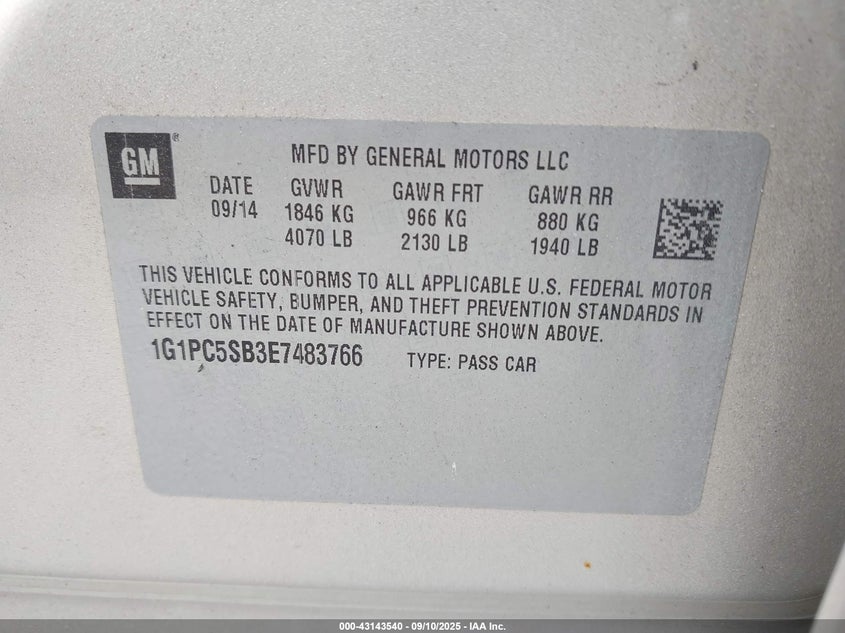 GM ®
MFD BY GENERAL MOTORS LLC
DATE GVWR GAWR FRT GAWR RR
09/14 1846 KG 966 KG 880 KG
4070 LB 2130 LB 1940 LB
THIS VEHICLE CONFORMS TO ALL APPLICABLE U.S. FEDERAL MOTOR
VEHICLE SAFETY, BUMPER, AND THEFT PREVENTION STANDARDS IN
EFFECT ON THE DATE OF MANUFACTURE SHOWN ABOVE.
1G1PC5SB3E7483766 TYPE: PASS CAR
000-43143540 - 09/10/2025 - IAA Inc.